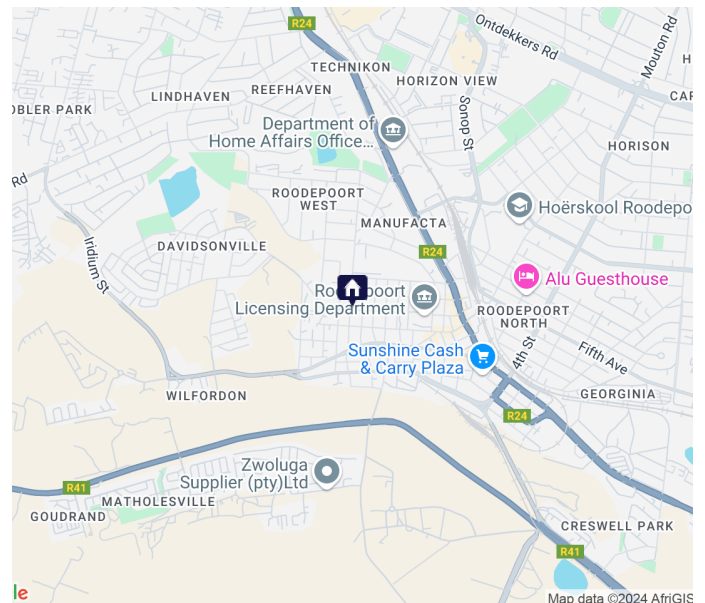 R24
Ontdekkers Rd
Mouton Rd
TECHNIKON
HORIZON VIEW
H
REEFHAVEN
LINDHAVEN
OBLER PARK
CAR
Sonop St
Department of
Home Affairs Office...
HORISON
Rd
ROODEPOORT
WEST
Hoërskool Roodepo
MANUFACTA
DAVIDSONVILLE
R24
Iridium St
Alu Guesthouse
Roodepoort
Licensing Department
ROODEPOORT
NORTH
Sunshine Cash
& Carry Plaza
4th St
Fifth Ave
WILFORDON
GEORGINIA
R24
Zwoluga
Supplier (pty)Ltd
R41
MATHOLESVILLE
GOUDRAND
CRESWELL PARK
R41
le
Map data ©2024 AfriGIS